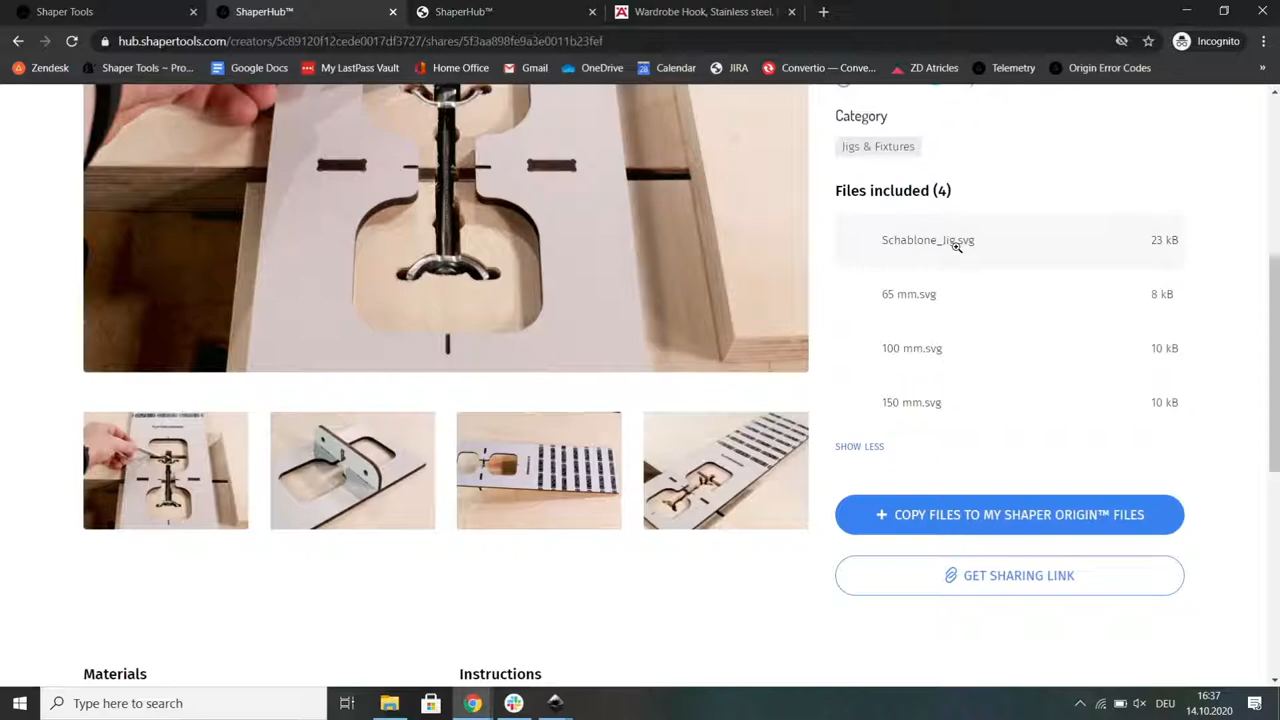 Shaper Tools
ShaperHub™
ShaperHub™
Wardrobe Hook, Stainless steel.
hub.shapertools.com/creators/5c89120f12cede0017df3727/shares/5f3aa898fe9a3e0011b23fef
Incognito
Zendesk
Shaper Tools ~ Pro...
Google Docs
My LastPass Vault
Home Office
Gmail
OneDrive
Calendar
JIRA
Convertio — Conve...
ZD Atricles
Telemetry
Origin Error Codes
»
Category
Jigs & Fixtures
Files included (4)
Schablone_Jig.svg 23 kB
65 mm.svg 8 kB
100 mm.svg 10 kB
150 mm.svg 10 kB
SHOW LESS
+ COPY FILES TO MY SHAPER ORIGIN™ FILES
GET SHARING LINK
Materials
Instructions
Type here to search
DEU
16:37
14.10.2020